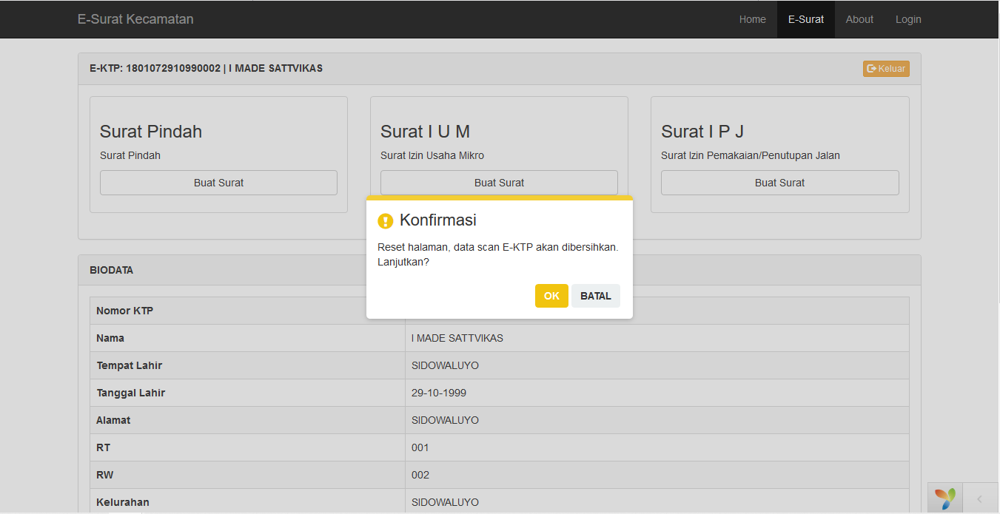 E-Surat Kecamatan
Home
E-Surat
About
Login
E-KTP: 1801072910990002 | I MADE SATTVIKAS
Keluar
Surat Pindah
Surat Pindah
Buat Surat
Surat I U M
Surat Izin Usaha Mikro
Buat Surat
Surat I P J
Surat Izin Pemakaian/Penutupan Jalan
Buat Surat
Konfirmasi
Reset halaman, data scan E-KTP akan dibersihkan.
Lanjutkan?
OK
BATAL
BIODATA
Nomor KTP
Nama I MADE SATTVIKAS
Tempat Lahir SIDOWALUYO
Tanggal Lahir 29-10-1999
Alamat SIDOWALUYO
RT 001
RW 002
Kelurahan SIDOWALUYO